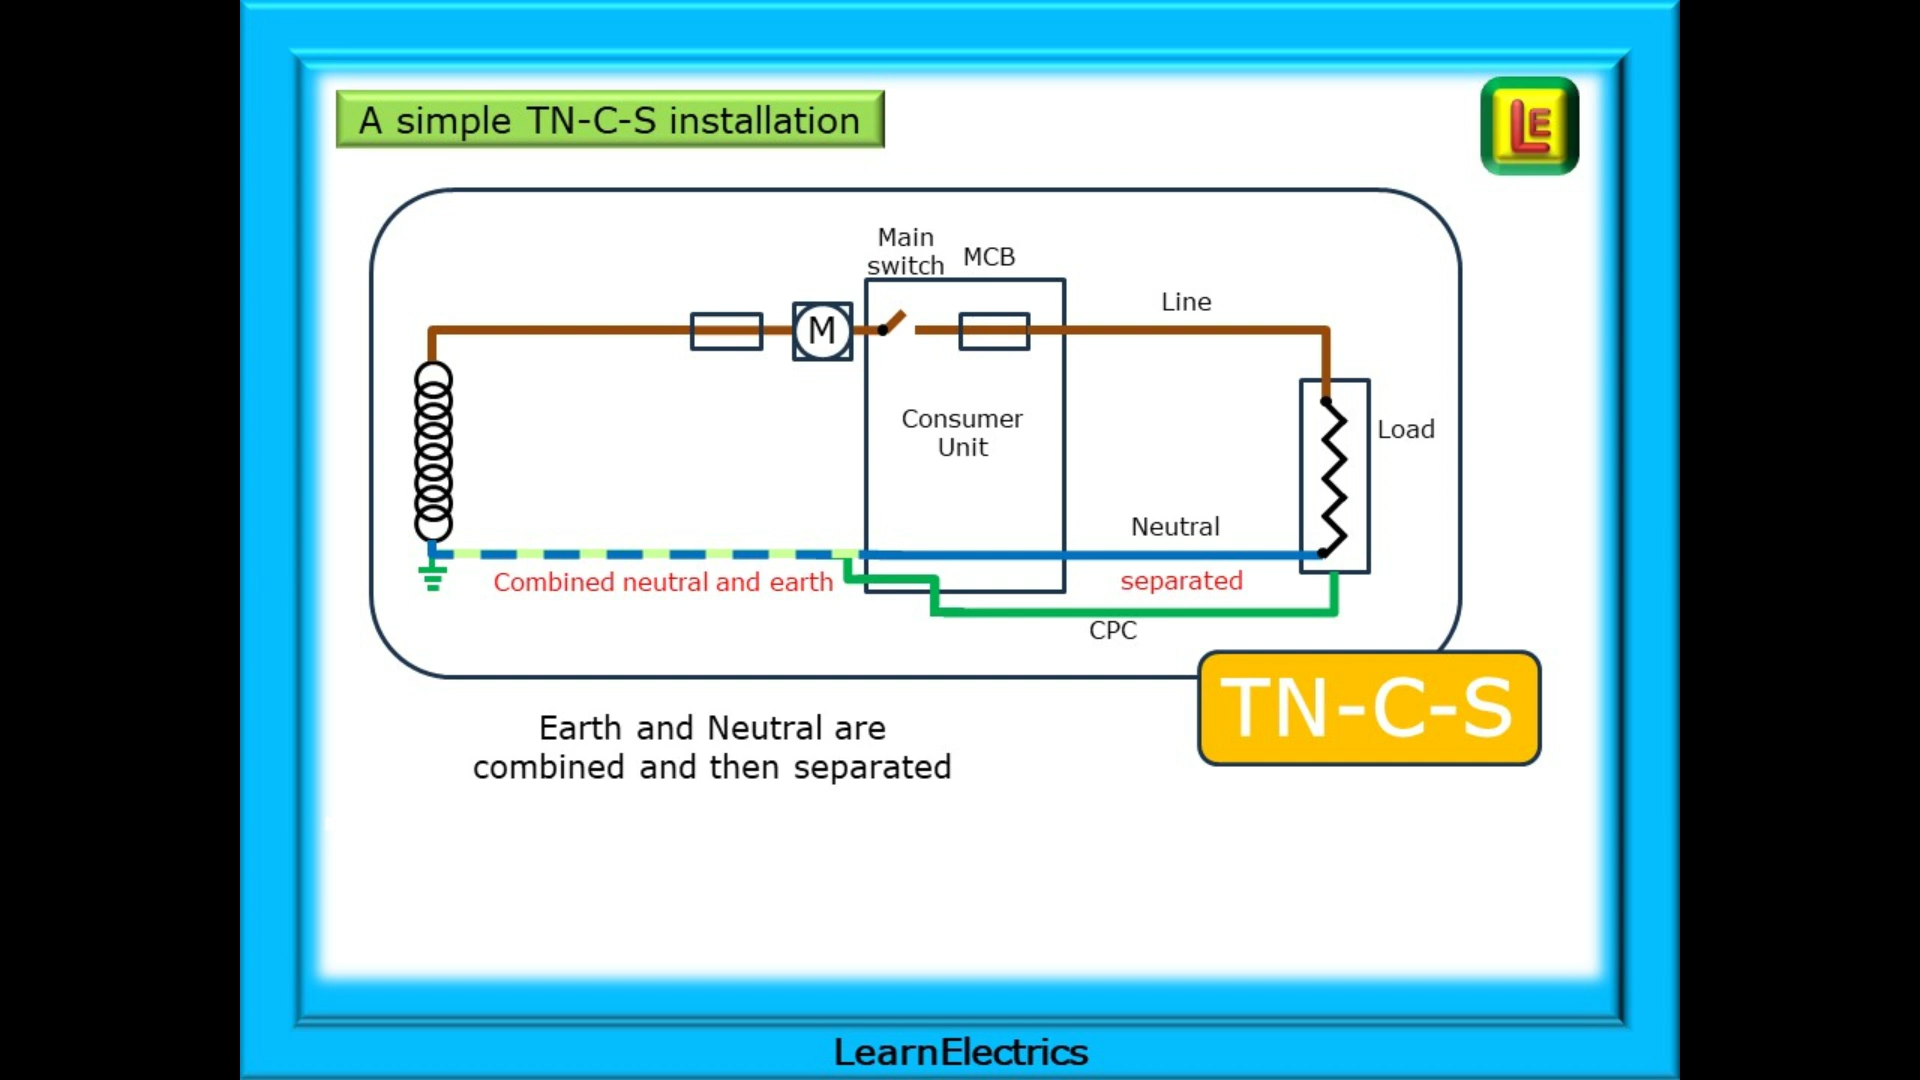 A simple TN-C-S installation
LE
Main
switch
MCB
Line
M
Consumer
Unit
Load
Neutral
Combined neutral and earth
separated
CPC
TN-C-S
Earth and Neutral are
combined and then separated
LearnElectrics